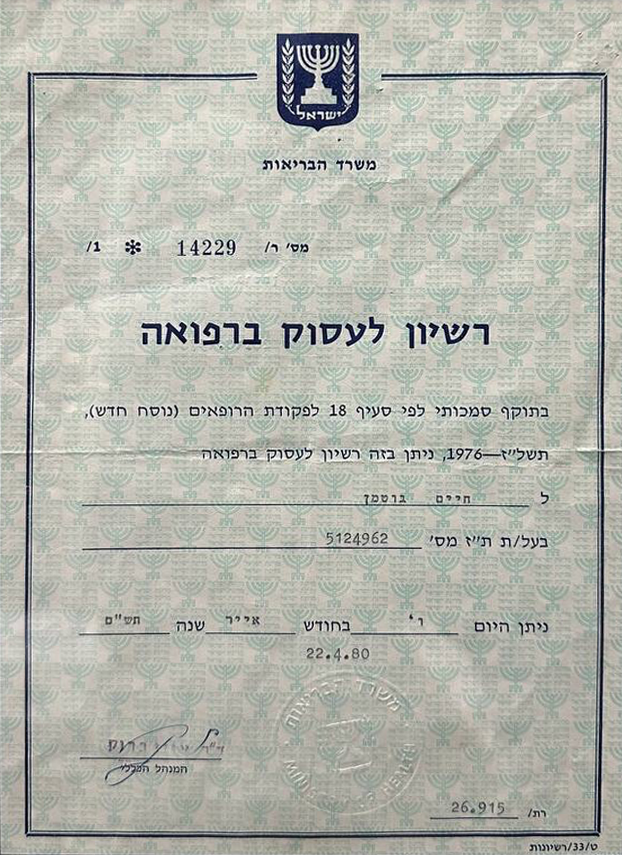 ישראל
משרד הבריאות
מס' ר/ 14229 * 1/
רשיון לעסוק ברפואה
בתוקף סמכותי לפי סעיף 18 לפקודת הרופאים (נוסח חדש),
תשל"ז—1976, ניתן בזה רשיון לעסוק ברפואה
ל חיים גוטמן
בעל/ת ת"ז מס' 5124962
ניתן היום ו' בחודש אייר שנה תש"ם
22.4.80
משרד הבריאות
MINISTRY OF HEALTH
ד"ר
המנהל הכללי
רת/ 26.915
ט/33/רשיונות